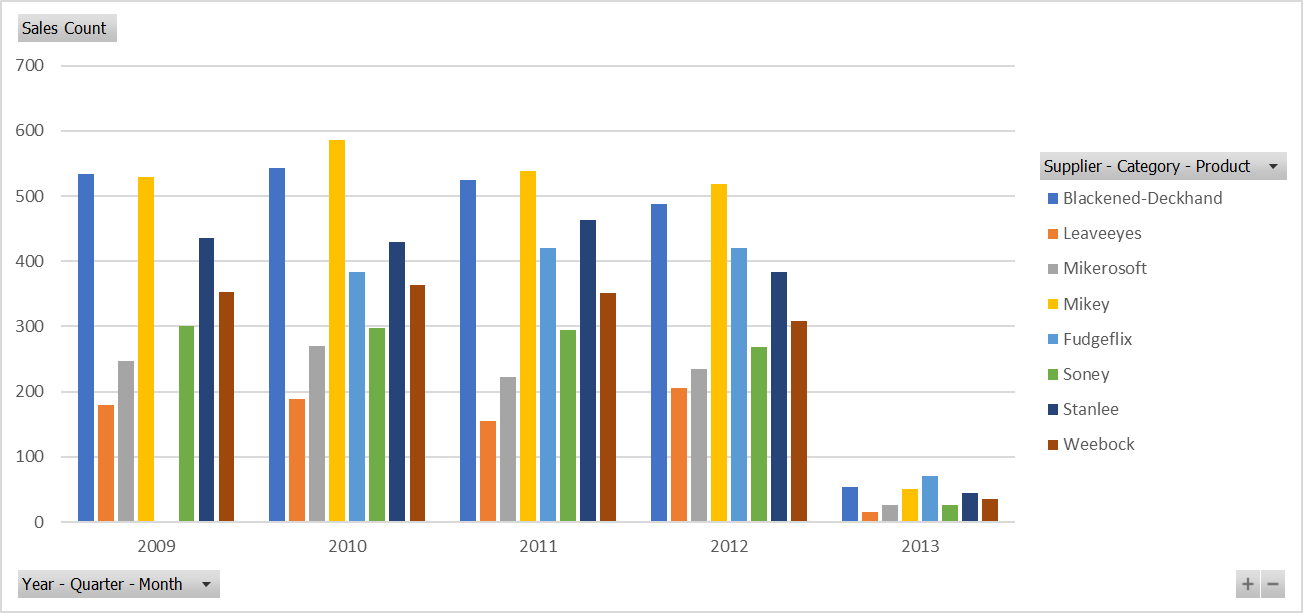 Sales Count
700
600
500
400
300
200
100
0
2009 2010 2011 2012 2013
Supplier - Category - Product
Blackened-Deckhand
Leaveeyes
Mikerosoft
Mikey
Fudgeflix
Soney
Stanlee
Weebock
Year - Quarter - Month
+ −